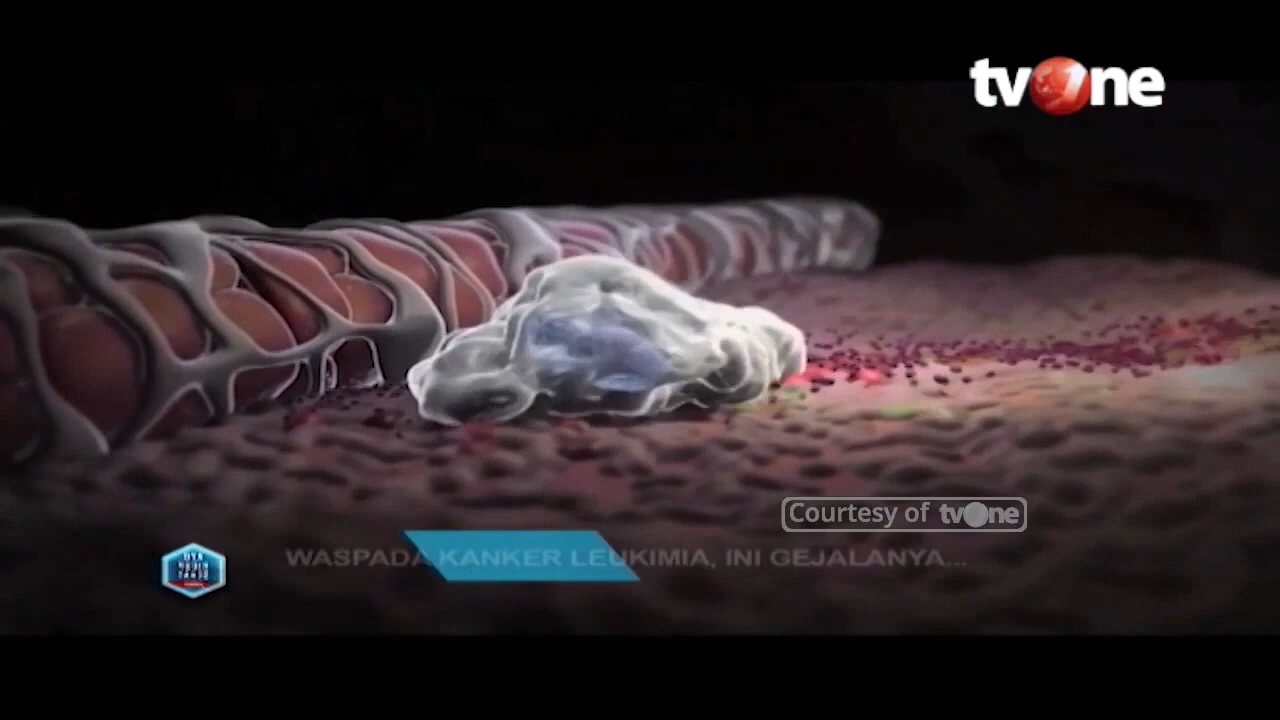 tvOne
Courtesy of tvOne
WASPADA KANKER LEUKIMIA, INI GEJALANYA...